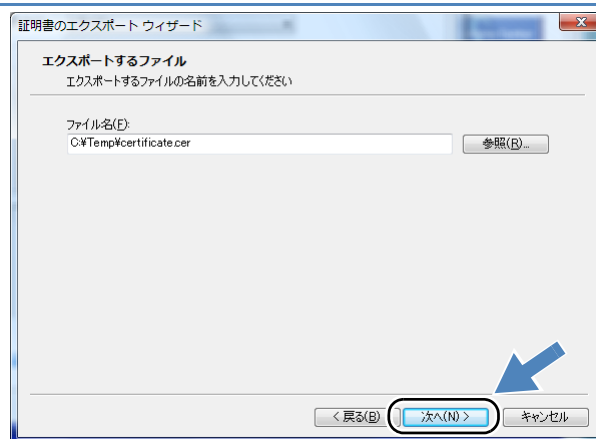 証明書のエクスポート ウィザード
エクスポートするファイル
エクスポートするファイルの名前を入力してください
ファイル名(F):
C:¥Temp¥certificate.cer
参照(R)...
< 戻る(B)
次へ(N) >
キャンセル